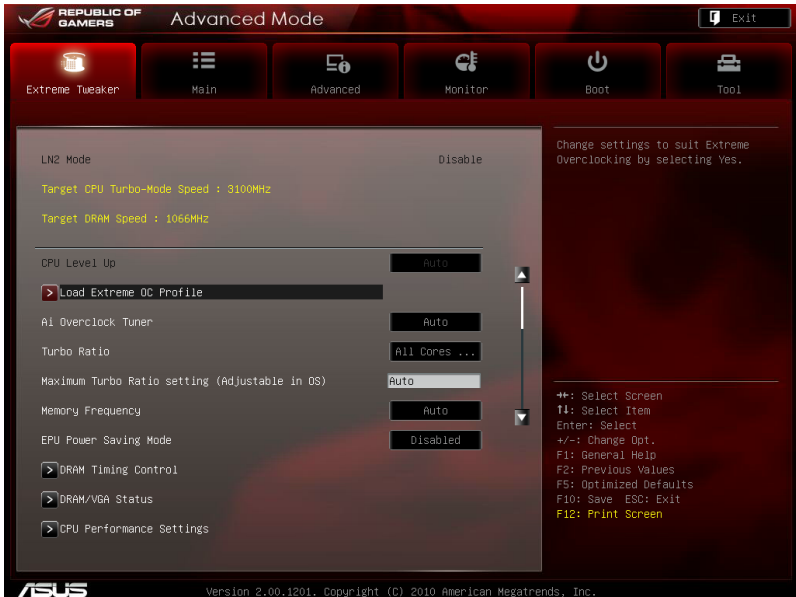 REPUBLIC OF
GAMERS
Advanced Mode
Exit
Extreme Tweaker
Main
Advanced
Monitor
Boot
Tool
LN2 Mode Disable
Target CPU Turbo-Mode Speed : 3100MHz
Target DRAM Speed : 1066MHz
CPU Level Up Auto
> Load Extreme OC Profile
Ai Overclock Tuner Auto
Turbo Ratio All Cores ...
Maximum Turbo Ratio setting (Adjustable in OS) Auto
Memory Frequency Auto
EPU Power Saving Mode Disabled
> DRAM Timing Control
> DRAM/VGA Status
> CPU Performance Settings
Change settings to suit Extreme
Overclocking by selecting Yes.
→←: Select Screen
↑↓: Select Item
Enter: Select
+/-: Change Opt.
F1: General Help
F2: Previous Values
F5: Optimized Defaults
F10: Save ESC: Exit
F12: Print Screen
ASUS
Version 2.00.1201. Copyright (C) 2010 American Megatrends, Inc.